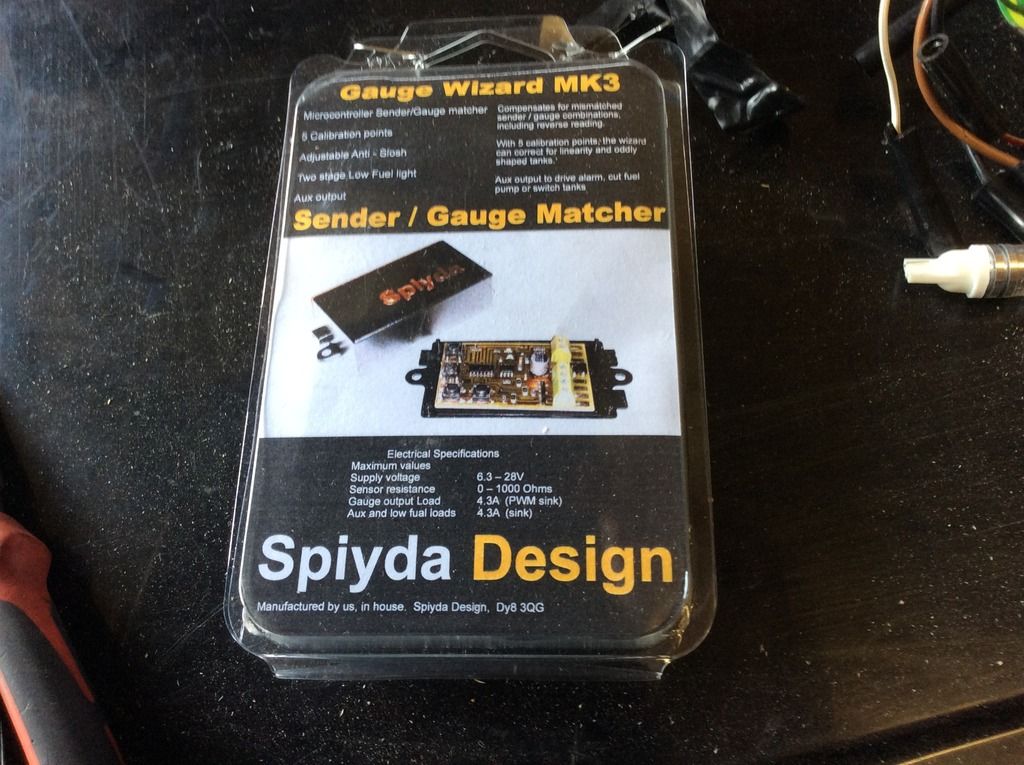 Gauge Wizard MK3
Microcontroller Sender/Gauge matcher
5 Calibration points
Adjustable Anti - Slosh
Two stage Low Fuel light
Aux output
Compensates for mismatched
sender / gauge combinations,
including reverse reading.
With 5 calibration points, the wizard
can correct for linearity and oddly
shaped tanks.
Aux output to drive alarm, cut fuel
pump or switch tanks
Sender / Gauge Matcher
Spiyda
Electrical Specifications
Maximum values
Supply voltage 6.3 – 28V
Sensor resistance 0 – 1000 Ohms
Gauge output Load 4.3A (PWM sink)
Aux and low fual loads 4.3A (sink)
Spiyda Design
Manufactured by us, in house. Spiyda Design, Dy8 3QG